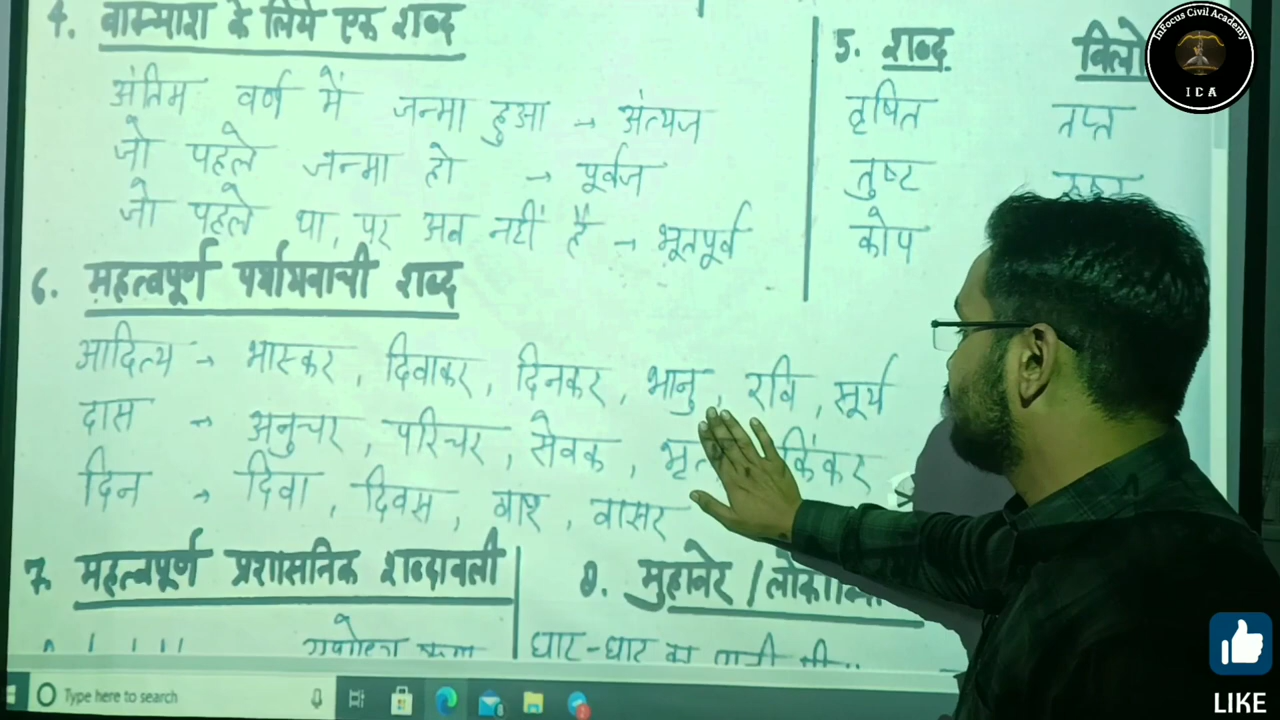 4. वाक्यांश के लिये एक शब्द
अंतिम वर्ण में जन्मा हुआ → अंत्यज
जो पहले जन्मा हो → पूर्वज
जो पहले था, पर अब नहीं है → भूतपूर्व
5. शब्द
तृषित तप्त
तुष्ट
कोप
6. महत्वपूर्ण पर्यायवाची शब्द
आदित्य → भास्कर, दिवाकर, दिनकर, भानु, रवि, सूर्य
दास → अनुचर, परिचर, सेवक, किंकर
दिन → दिवा, दिवस, वार, वासर
7. महत्वपूर्ण प्रशासनिक शब्दावली
8. मुहावरे /
घाट-घाट का पानी
Type here to search
InFocus Civil Academy
ICA
LIKE